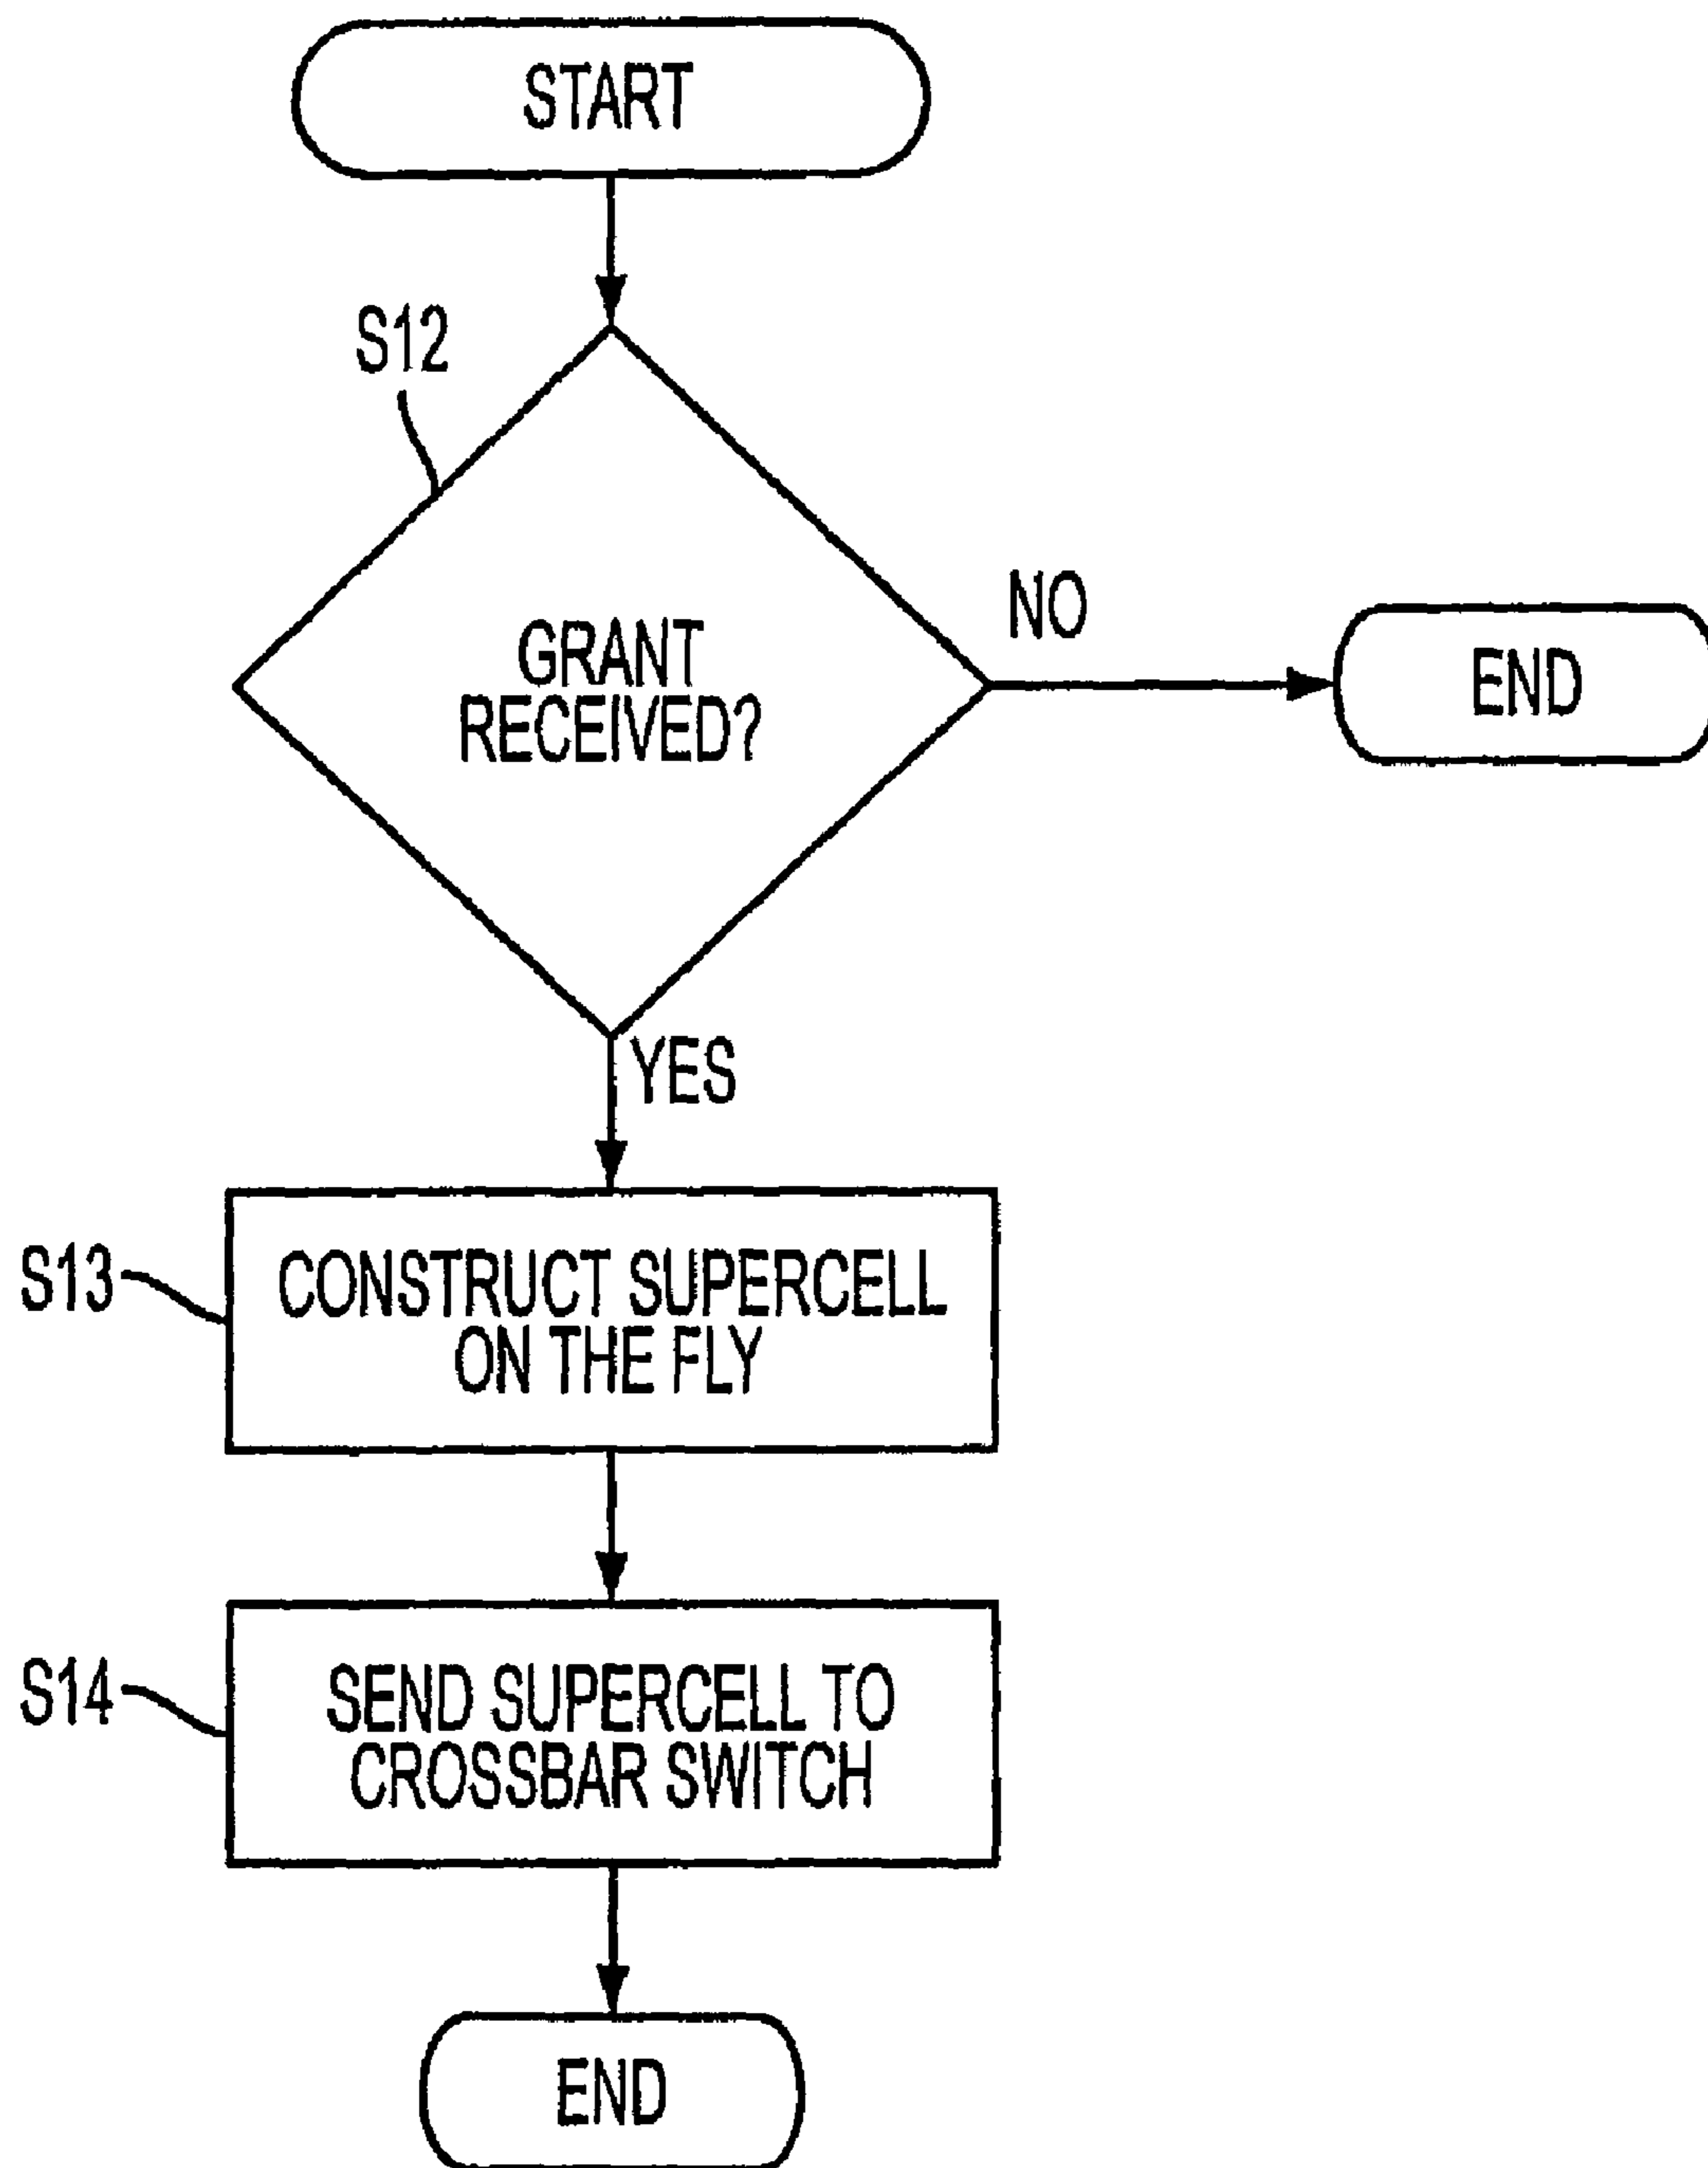 START
S12
GRANT
RECEIVED?
NO
END
YES
S13
CONSTRUCT SUPERCELL
ON THE FLY
S14
SEND SUPERCELL TO
CROSSBAR SWITCH
END